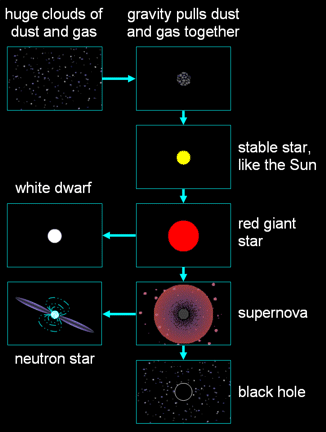 huge clouds of
dust and gas
gravity pulls dust
and gas together
stable star,
like the Sun
white dwarf
red giant
star
supernova
neutron star
black hole